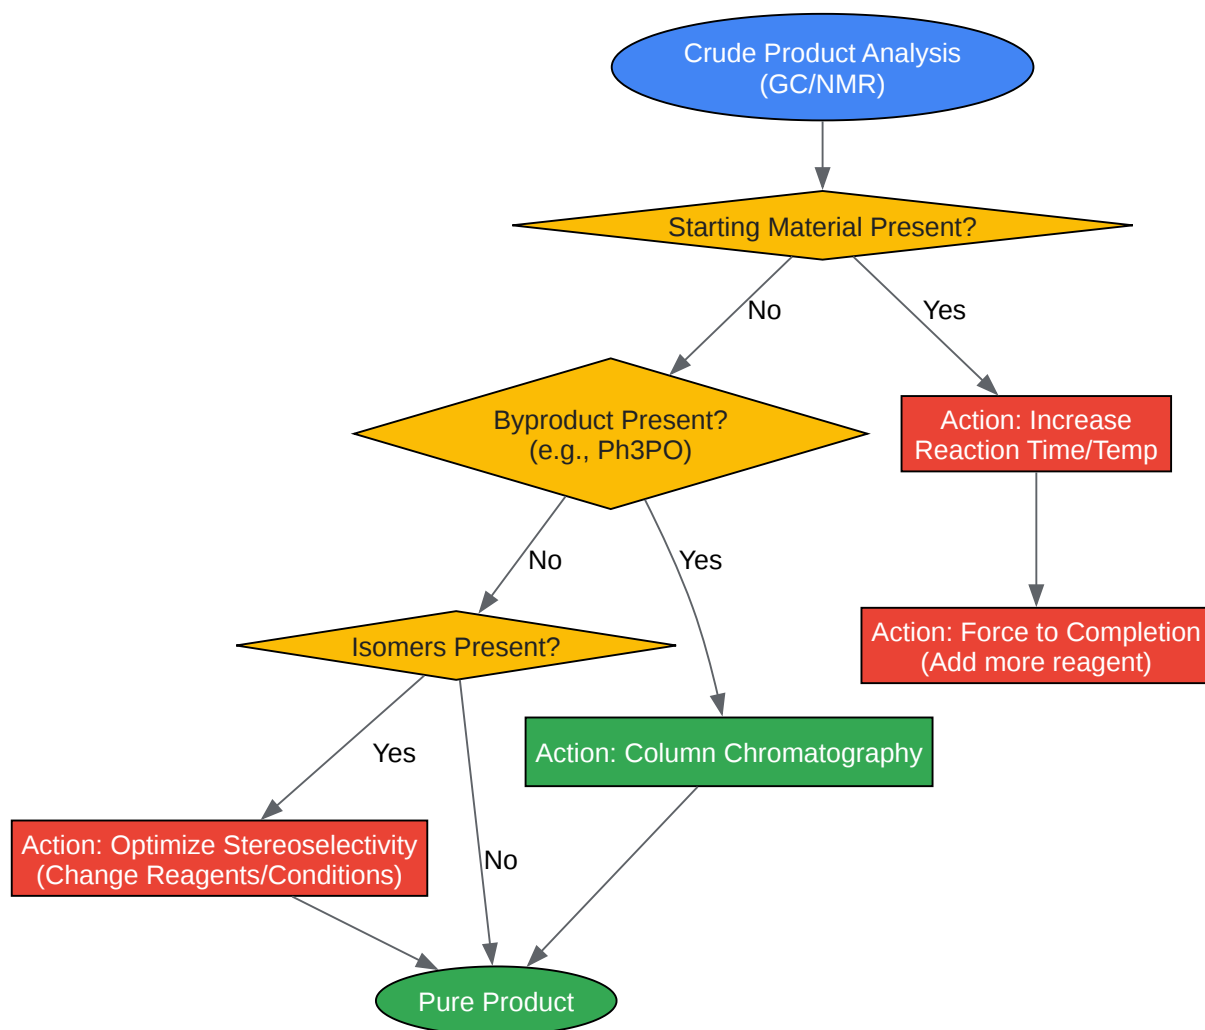 Crude Product Analysis
(GC/NMR)
Starting Material Present?
No
Yes
Byproduct Present?
(e.g., Ph3PO)
Action: Increase
Reaction Time/Temp
No
Yes
Action: Force to Completion
(Add more reagent)
Isomers Present?
Yes
Action: Column Chromatography
Action: Optimize Stereoselectivity
(Change Reagents/Conditions)
No
Pure Product